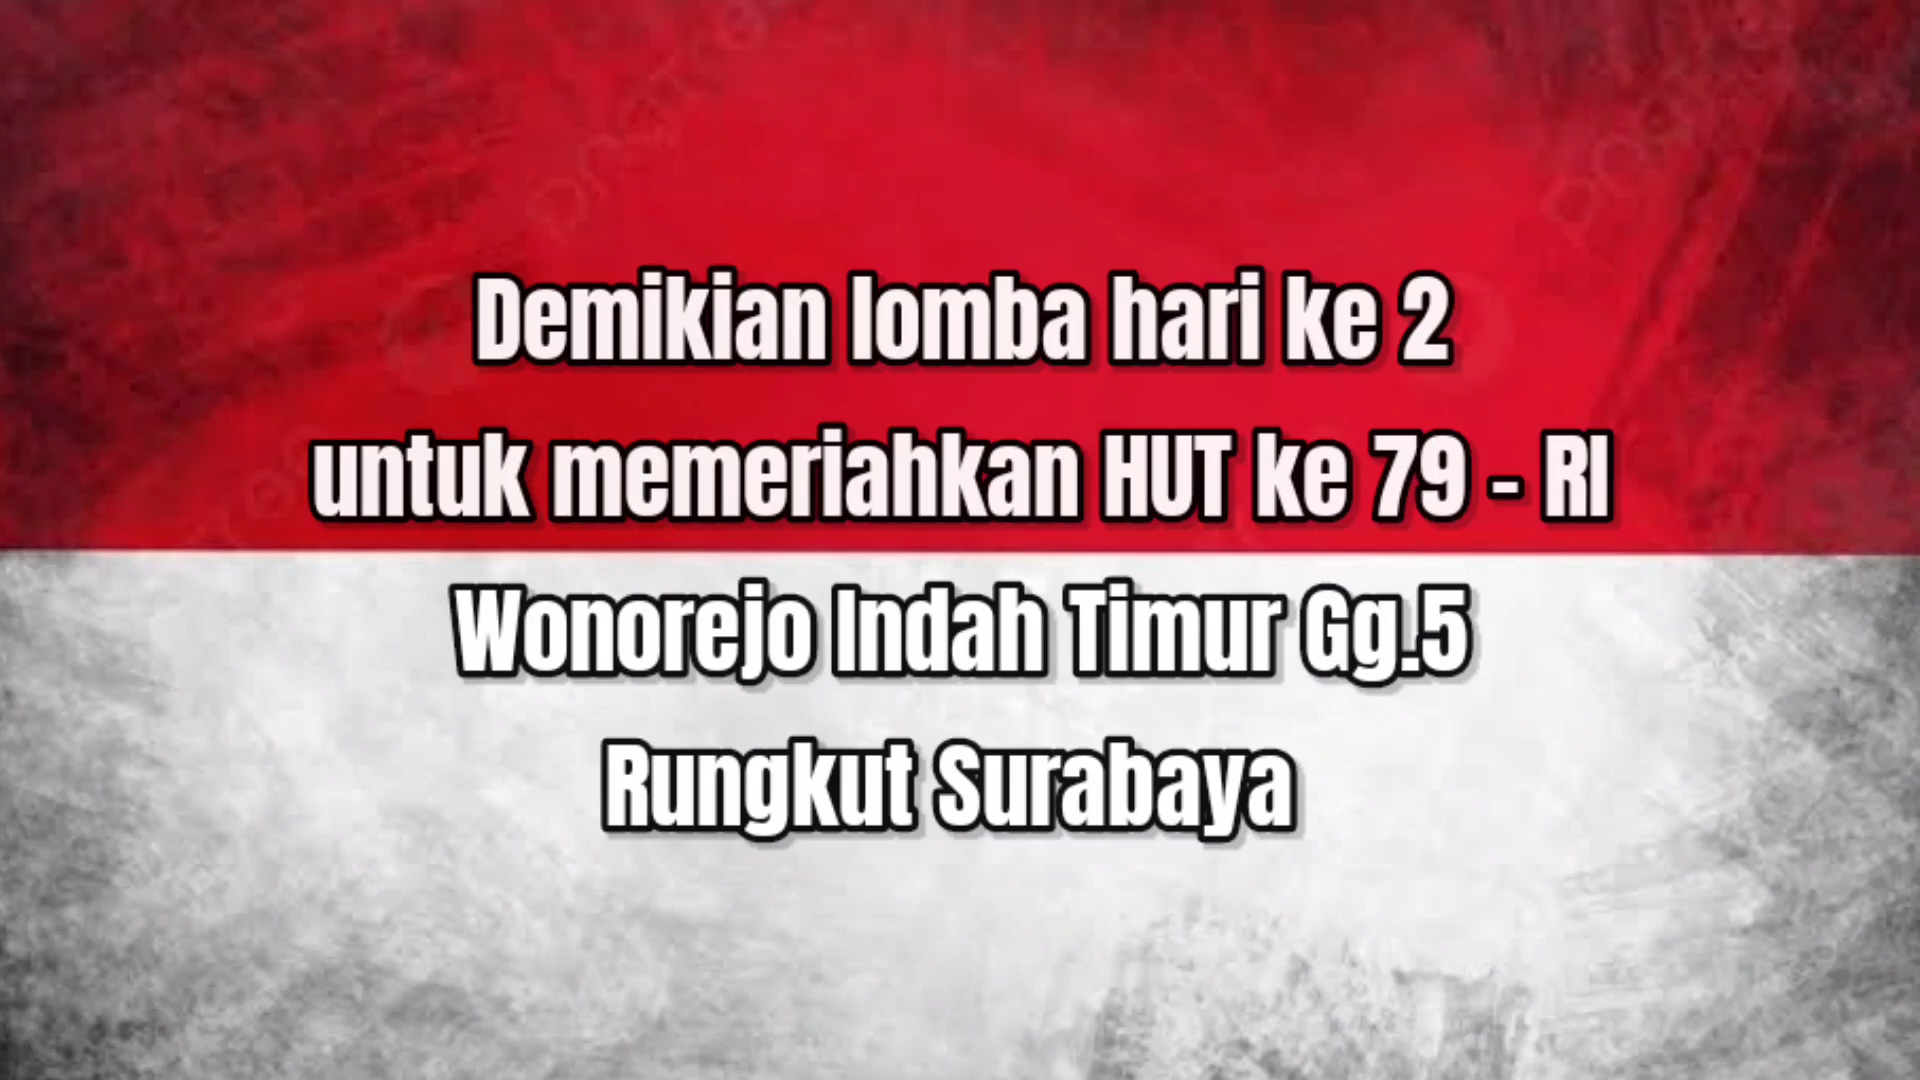 Demikian lomba hari ke 2
untuk memeriahkan HUT ke 79 - RI
Wonorejo Indah Timur Gg.5
Rungkut Surabaya